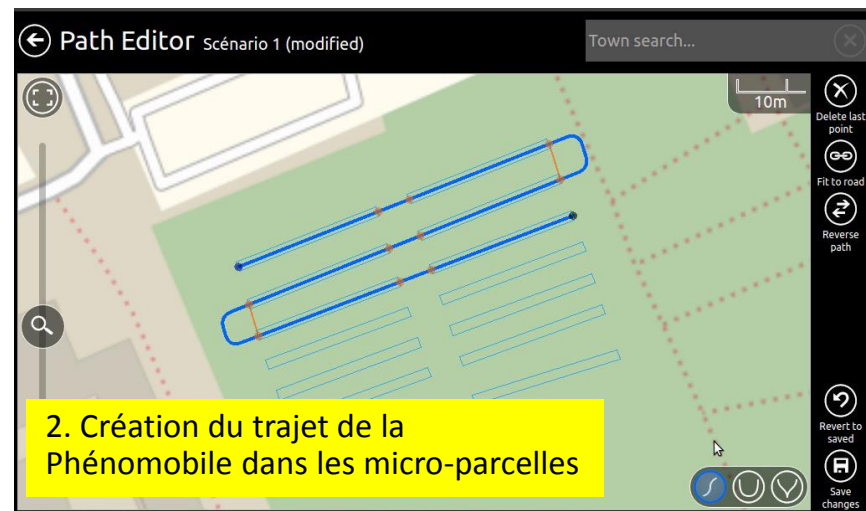 Path Editor Scénario 1 (modified)
Town search...
10m
Delete last
point
Fit to road
Reverse
path
Revert to
saved
Save
changes
2. Création du trajet de la
Phénomobile dans les micro-parcelles